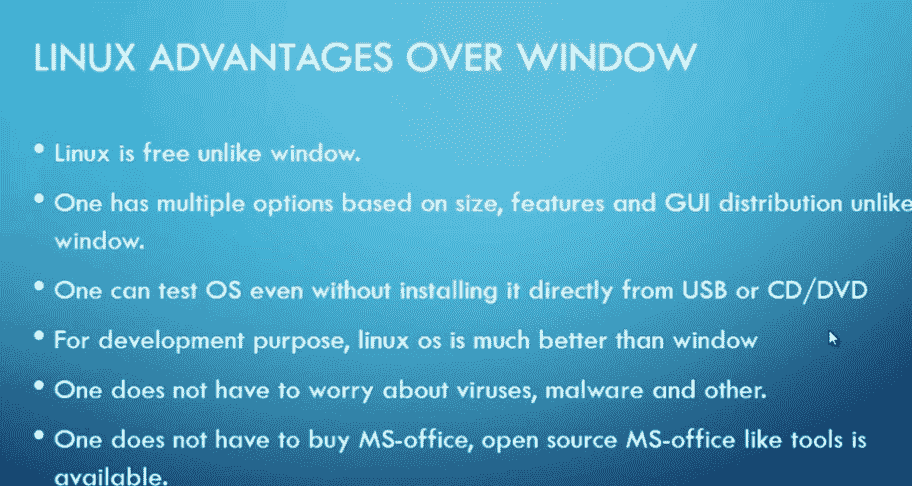 LINUX ADVANTAGES OVER WINDOW
• Linux is free unlike window.
• One has multiple options based on size, features and GUI distribution unlike
window.
• One can test OS even without installing it directly from USB or CD/DVD
• For development purpose, linux os is much better than window
• One does not have to worry about viruses, malware and other.
• One does not have to buy MS-office, open source MS-office like tools is
available.